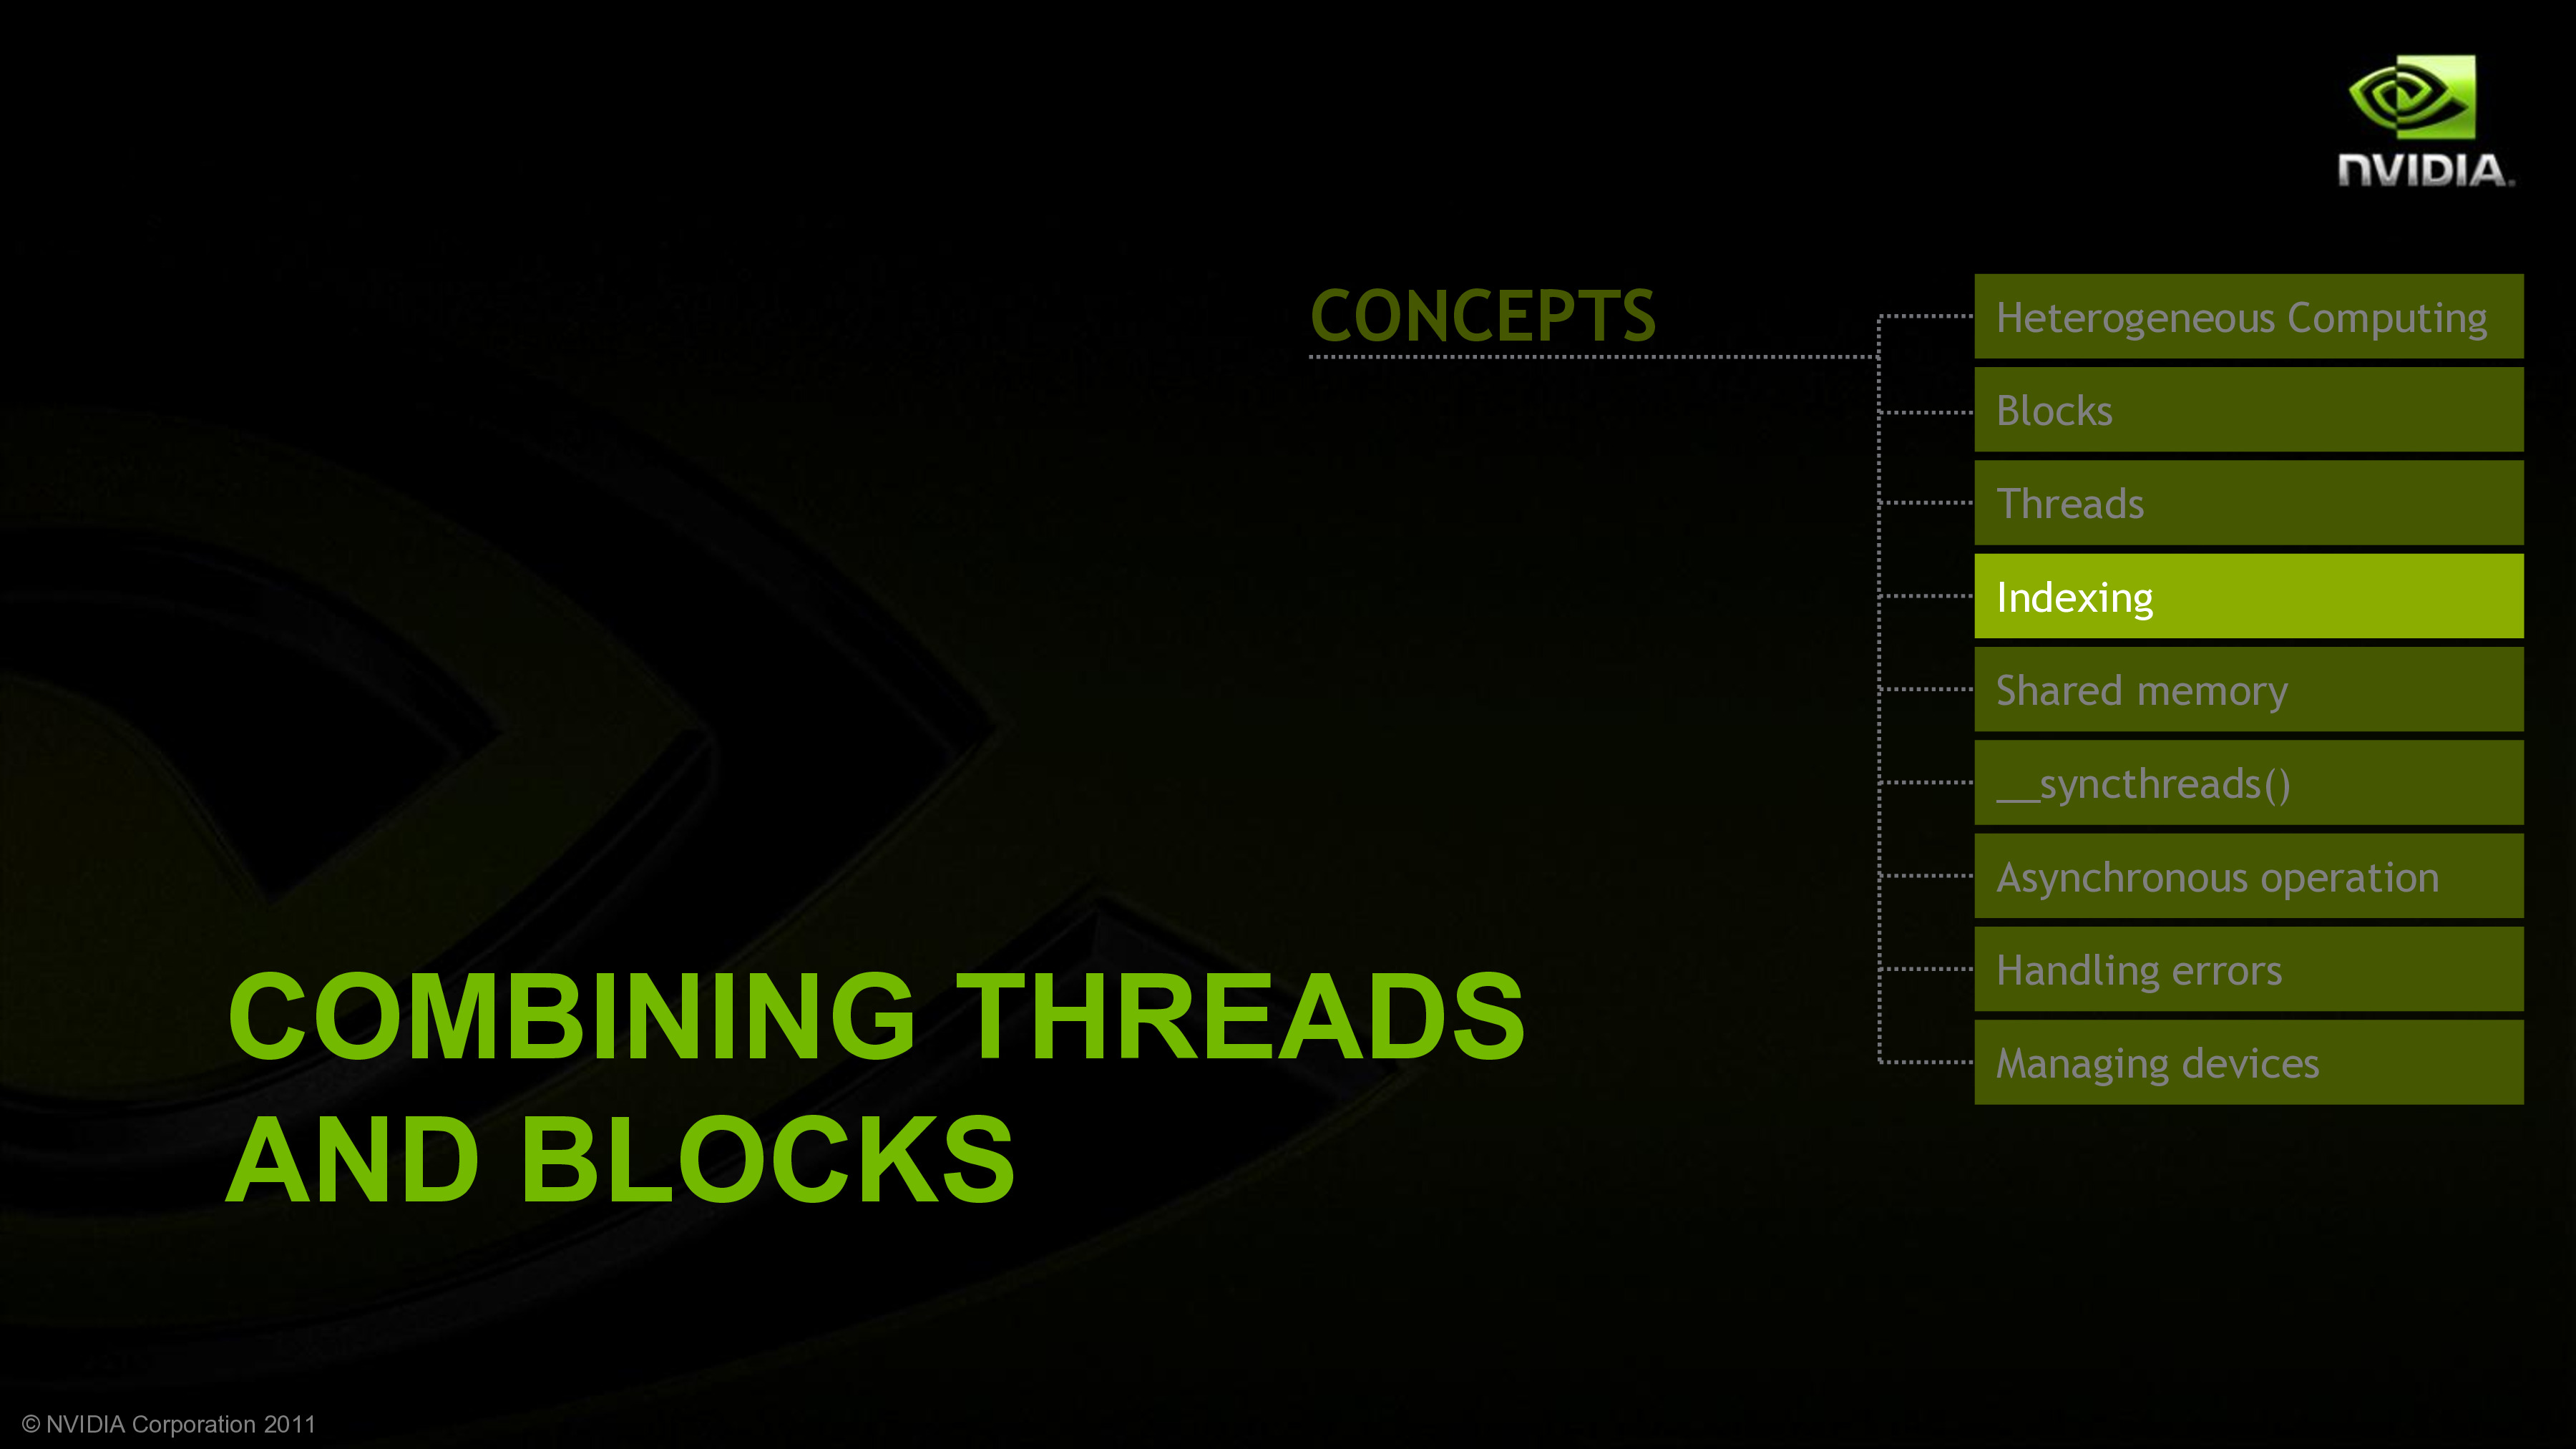 NVIDIA.
CONCEPTS
Heterogeneous Computing
Blocks
Threads
Indexing
Shared memory
__syncthreads()
Asynchronous operation
Handling errors
Managing devices
COMBINING THREADS
AND BLOCKS
© NVIDIA Corporation 2011